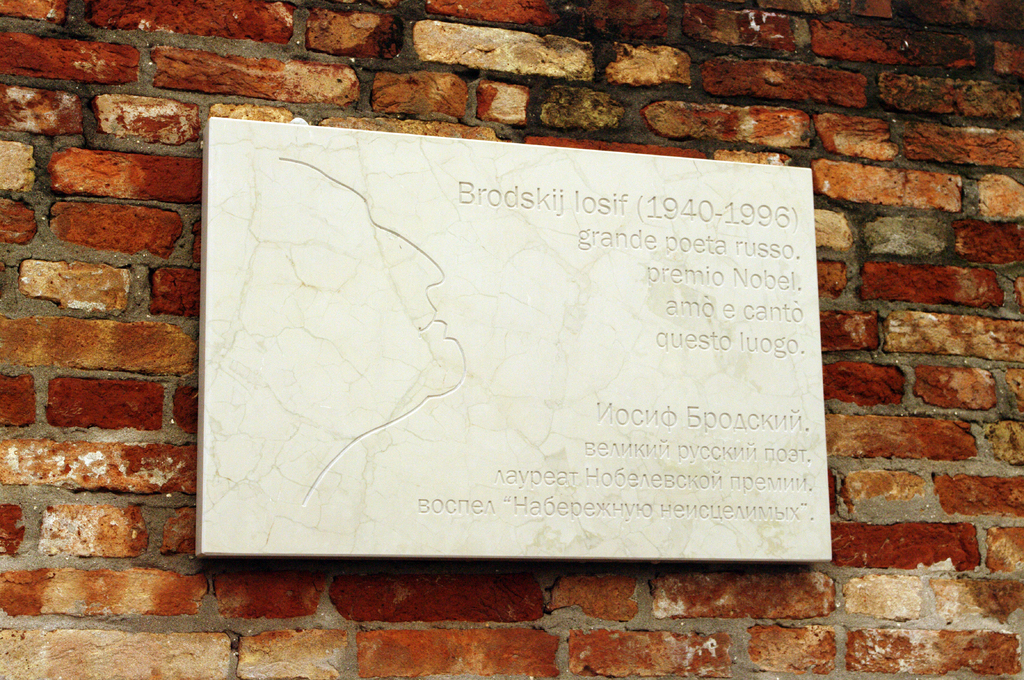 Brodskij Iosif (1940-1996)
grande poeta russo.
premio Nobel.
amò e cantò
questo luogo.
Иосиф Бродский.
великий русский поэт.
лауреат Нобелевской премии.
воспел "Набережную неисцелимых".